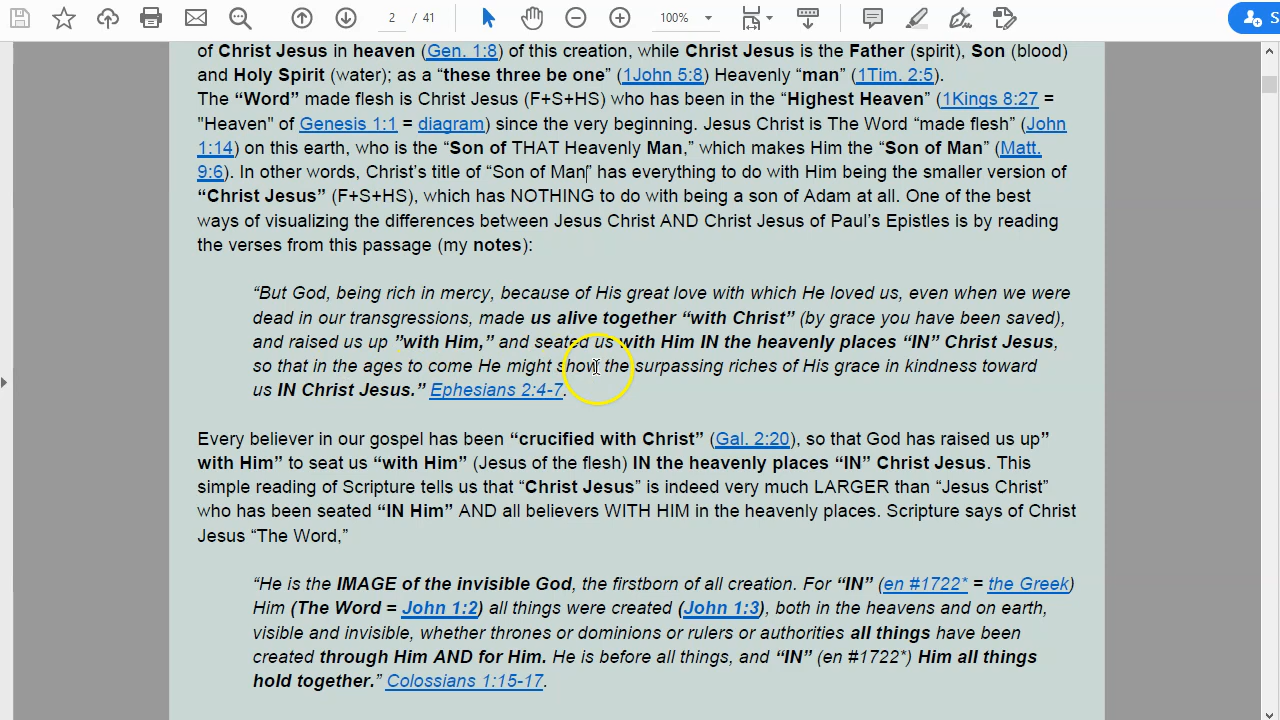 2 / 41
100%
S
of Christ Jesus in heaven (Gen. 1:8) of this creation, while Christ Jesus is the Father (spirit), Son (blood)
and Holy Spirit (water); as a “these three be one” (1John 5:8) Heavenly “man” (1Tim. 2:5).
The “Word” made flesh is Christ Jesus (F+S+HS) who has been in the “Highest Heaven” (1Kings 8:27 =
"Heaven" of Genesis 1:1 = diagram) since the very beginning. Jesus Christ is The Word “made flesh” (John
1:14) on this earth, who is the “Son of THAT Heavenly Man,” which makes Him the “Son of Man” (Matt.
9:6). In other words, Christ’s title of “Son of Man” has everything to do with Him being the smaller version of
“Christ Jesus” (F+S+HS), which has NOTHING to do with being a son of Adam at all. One of the best
ways of visualizing the differences between Jesus Christ AND Christ Jesus of Paul’s Epistles is by reading
the verses from this passage (my notes):
“But God, being rich in mercy, because of His great love with which He loved us, even when we were
dead in our transgressions, made us alive together “with Christ” (by grace you have been saved),
and raised us up ”with Him,” and seated us with Him IN the heavenly places “IN” Christ Jesus,
so that in the ages to come He might show the surpassing riches of His grace in kindness toward
us IN Christ Jesus.” Ephesians 2:4-7.
Every believer in our gospel has been “crucified with Christ” (Gal. 2:20), so that God has raised us up”
with Him” to seat us “with Him” (Jesus of the flesh) IN the heavenly places “IN” Christ Jesus. This
simple reading of Scripture tells us that “Christ Jesus” is indeed very much LARGER than “Jesus Christ”
who has been seated “IN Him” AND all believers WITH HIM in the heavenly places. Scripture says of Christ
Jesus “The Word,”
“He is the IMAGE of the invisible God, the firstborn of all creation. For “IN” (en #1722* = the Greek)
Him (The Word = John 1:2) all things were created (John 1:3), both in the heavens and on earth,
visible and invisible, whether thrones or dominions or rulers or authorities all things have been
created through Him AND for Him. He is before all things, and “IN” (en #1722*) Him all things
hold together.” Colossians 1:15-17.